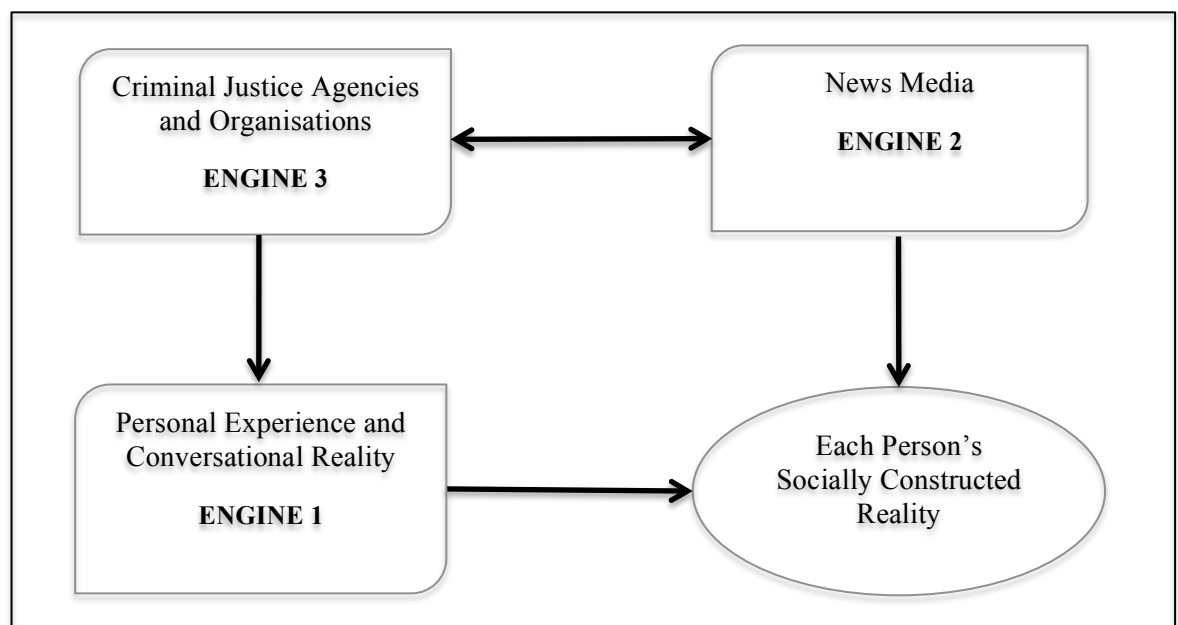 Criminal Justice Agencies
and Organisations
ENGINE 3
News Media
ENGINE 2
Personal Experience and
Conversational Reality
ENGINE 1
Each Person’s
Socially Constructed
Reality